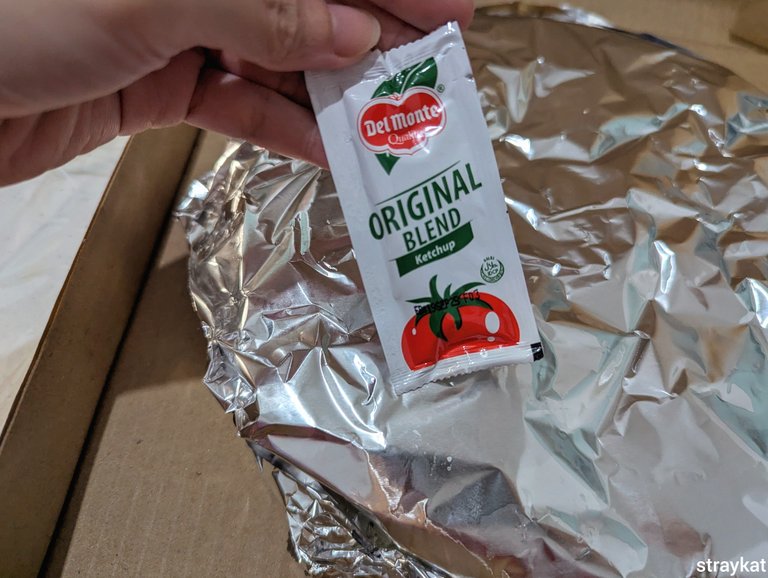 Del Monte
®
Quality
ORIGINAL
BLEND
Ketchup
straykat